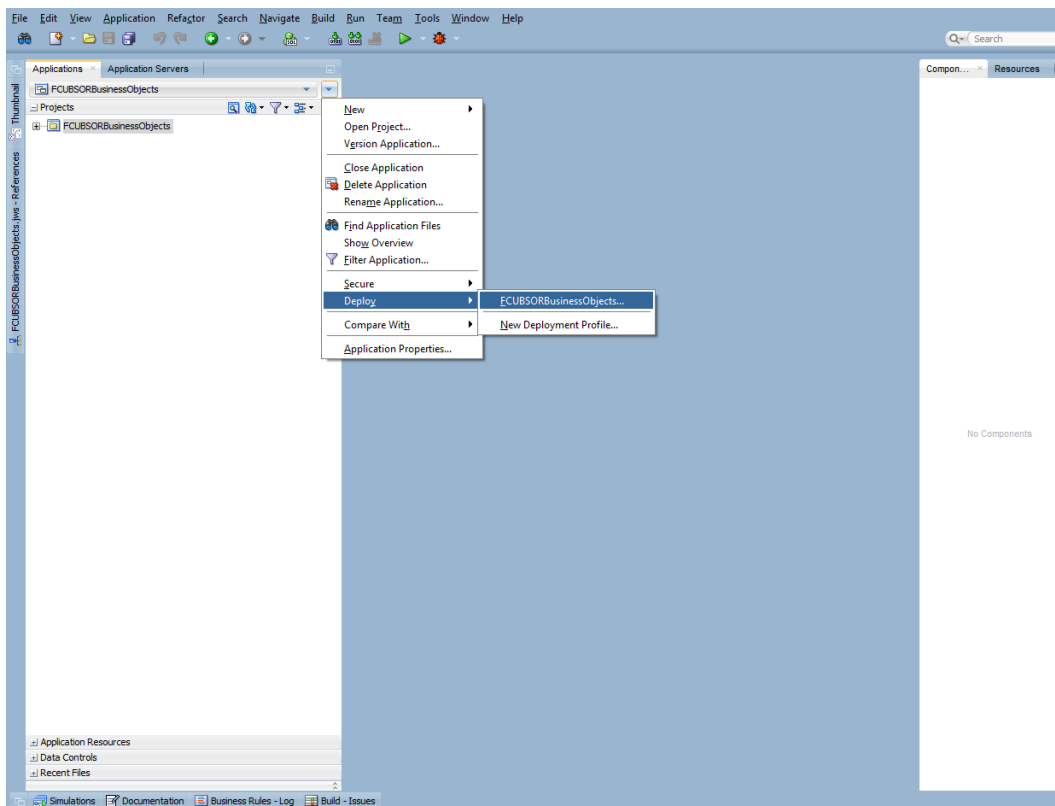 File Edit View Application Refactor Search Navigate Build Run Team Tools Window Help
Search
Applications Application Servers
Compon... Resources
FCUBSORBusinessObjects
Projects
FCUBSORBusinessObjects
Thumbnail
FCUBSORBusinessObjects.jws - References
New
Open Project...
Version Application...
Close Application
Delete Application
Rename Application...
Find Application Files
Show Overview
Filter Application...
Secure
Deploy
FCUBSORBusinessObjects...
Compare With
New Deployment Profile...
Application Properties...
No Components
Application Resources
Data Controls
Recent Files
Simulations Documentation Business Rules - Log Build - Issues